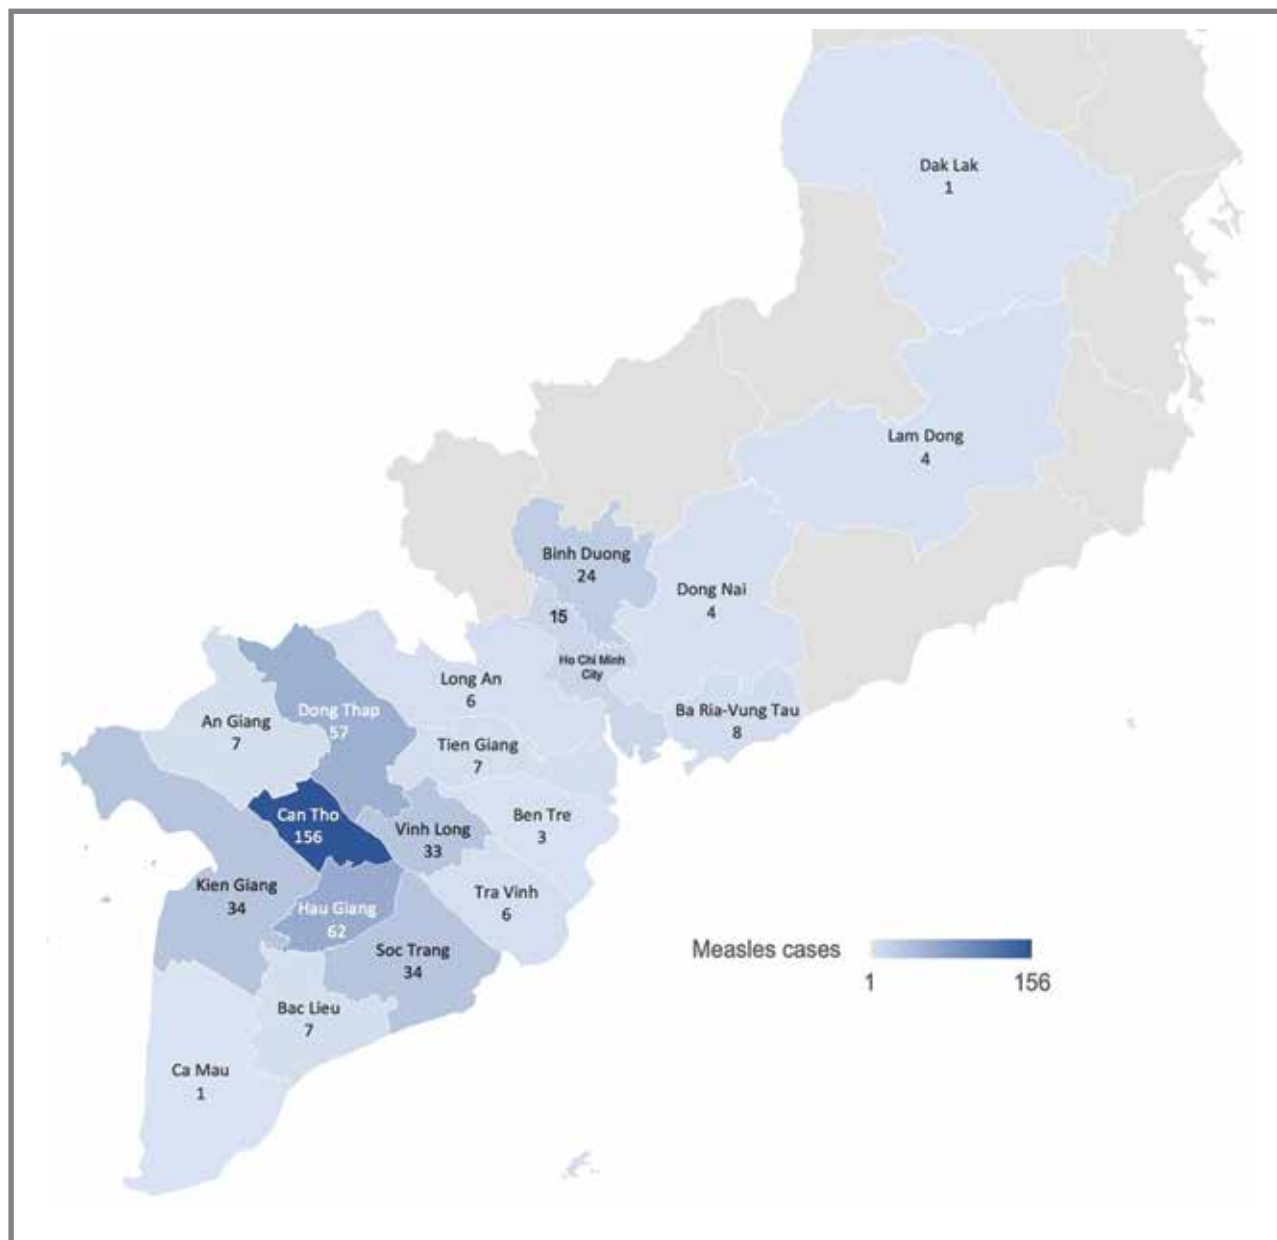 Dak Lak
1
Lam Dong
4
Binh Duong
24
Dong Nai
4
15
Ho Chi Minh
City
Long An
6
Ba Ria-Vung Tau
8
An Giang
7
Dong Thap
57
Tien Giang
7
Can Tho
156
Vinh Long
33
Ben Tre
3
Kien Giang
34
Hau Giang
62
Tra Vinh
6
Soc Trang
34
Measles cases
1
156
Bac Lieu
7
Ca Mau
1